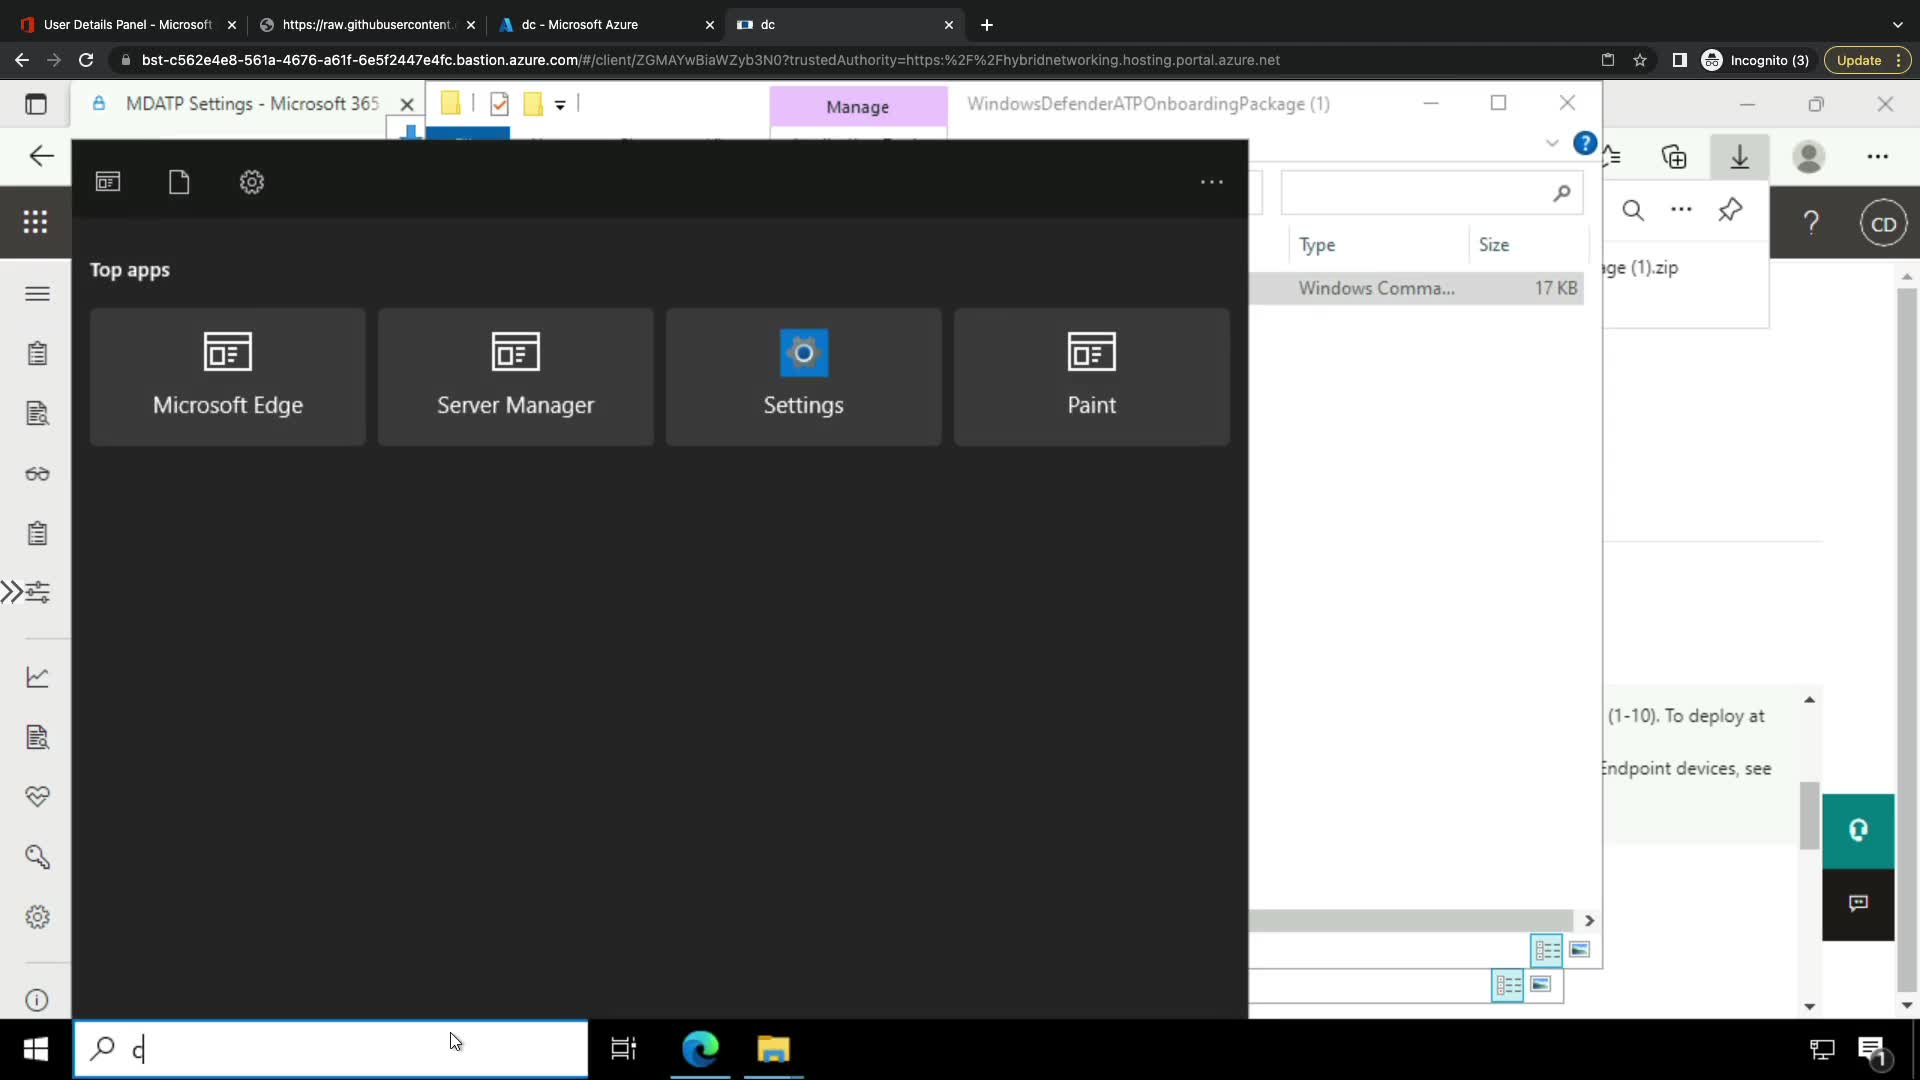 User Details Panel - Microsoft
https://raw.githubusercontent.
dc - Microsoft Azure
dc
bst-c562e4e8-561a-4676-a61f-6e5f2447e4fc.bastion.azure.com/#/client/ZGMAYwBiaWZyb3N0?trustedAuthority=https:%2F%2Fhybridnetworking.hosting.portal.azure.net
Incognito (3)
Update
MDATP Settings - Microsoft 365
Manage
WindowsDefenderATPOnboardingPackage (1)
CD
Type
Size
age (1).zip
Windows Comma...
17 KB
Top apps
Microsoft Edge
Server Manager
Settings
Paint
(1-10). To deploy at
Endpoint devices, see
c
1